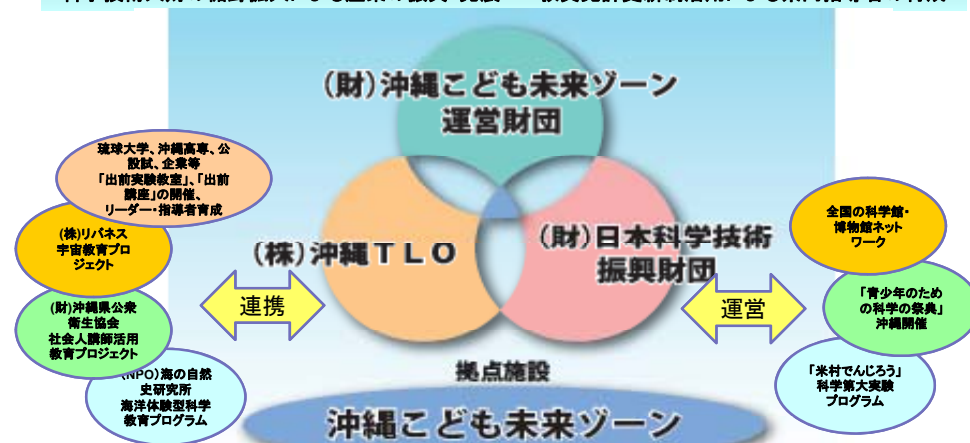 (財)沖縄こども未来ゾーン
運営財団
琉球大学、沖縄高専、公
設試、企業等
「出前実験教室」、「出前
講座」の開催、
リーダー・指導者育成
(株)リバネス
宇宙教育プロ
ジェクト
(財)沖縄県公衆
衛生協会
社会人講師活用
教育プロジェクト
(NPO)海の自然
史研究所
海洋体験型科学
教育プログラム
連携
(株)沖縄TLO
(財)日本科学技術
振興財団
運営
全国の科学館・
博物館ネット
ワーク
「青少年のため
の科学の祭典」
沖縄開催
「米村でんじろう」
科学第大実験
プログラム
拠点施設
沖縄こども未来ゾーン